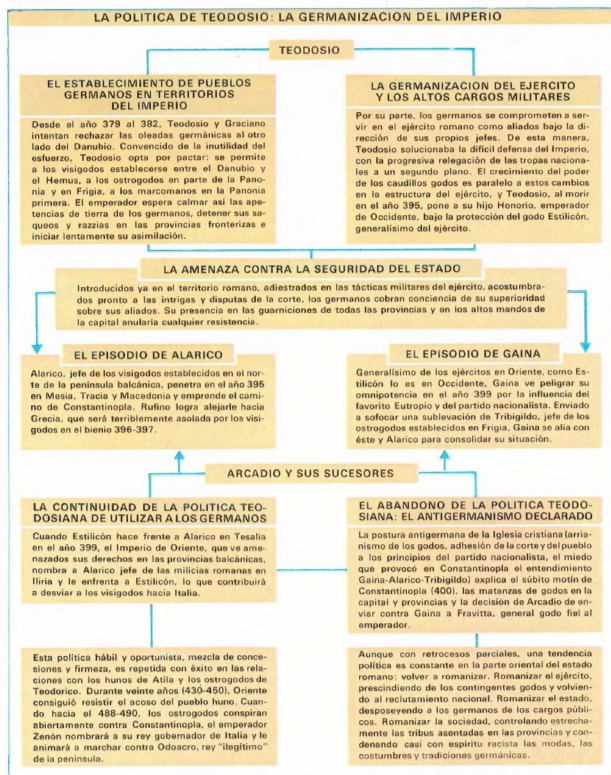 LA POLITICA DE TEODOSIO: LA GERMANIZACION DEL IMPERIO
TEODOSIO
EL ESTABLECIMIENTO DE PUEBLOS
GERMANOS EN TERRITORIOS
DEL IMPERIO
Desde el año 379 al 382, Teodosio y Graciano
intentan rechazar las oleadas germánicas al otro
lado del Danubio. Convencido de la inutilidad del
esfuerzo, Teodosio opta por pactar: se permite
a los visigodos establecerse entre el Danubio y
el Hemus, a los ostrogodos en parte de la Pano-
nia y en Frigia, a los marcomanos en la Panonia
primera. El emperador espera calmar así las ape-
tencias de tierra de los germanos, detener sus sa-
queos y razzias en las provincias fronterizas e
iniciar lentamente su asimilación.
LA GERMANIZACION DEL EJERCITO
Y LOS ALTOS CARGOS MILITARES
Por su parte, los germanos se comprometen a ser-
vir en el ejército romano como aliados bajo la
dirección de sus propios jefes. De esta manera,
Teodosio solucionaba la difícil defensa del Imperio,
con la progresiva relegación de las tropas naciona-
les a un segundo plano. El crecimiento del poder
de los caudillos godos es paralelo a estos cambios
en la estructura del ejército, y Teodosio, al morir
en el año 395, pone a su hijo Honorio, emperador
de Occidente, bajo la protección del godo Estilicón,
generalísimo del ejército.
LA AMENAZA CONTRA LA SEGURIDAD DEL ESTADO
Introducidos ya en el territorio romano, adiestrados en las tácticas militares del ejército, acostumbra-
dos pronto a las intrigas y disputas de la corte, los germanos cobran conciencia de su superioridad
sobre sus aliados. Su presencia en las guarniciones de todas las provincias y en los altos mandos de
la capital anularía cualquier resistencia.
EL EPISODIO DE ALARICO
Alarico, jefe de los visigodos establecidos en el nor-
te de la península balcánica, penetra en el año 395
en Mesia, Tracia y Macedonia y emprende el cami-
no de Constantinopla. Rufino logra alejarle hacia
Grecia, que será terriblemente asolada por los visi-
godos en el bienio 396-397.
EL EPISODIO DE GAINA
Generalísimo de los ejércitos en Oriente, como Es-
tilicón lo es en Occidente, Gaina ve peligrar su
omnipotencia en el año 399 por la influencia del
favorito Eutropio y del partido nacionalista. Enviado
a sofocar una sublevación de Tribigildo, jefe de los
ostrogodos establecidos en Frigia, Gaina se alía con
éste y Alarico para consolidar su situación.
ARCADIO Y SUS SUCESORES
LA CONTINUIDAD DE LA POLITICA TEO-
DOSIANA DE UTILIZAR A LOS GERMANOS
Cuando Estilicón hace frente a Alarico en Tesalia
en el año 399, el Imperio de Oriente, que ve ame-
nazados sus derechos en las provincias balcánicas,
nombra a Alarico jefe de las milicias romanas en
Iliria y le enfrenta a Estilicón, lo que contribuirá
a desviar a los visigodos hacia Italia.
EL ABANDONO DE LA POLITICA TEODO-
SIANA: EL ANTIGERMANISMO DECLARADO
La postura antigermana de la Iglesia cristiana (arria-
nismo de los godos, adhesión de la corte y del pueblo
a los principios del partido nacionalista, el miedo
que provocó en Constantinopla el entendimiento
Gaina-Alarico-Tribigildo) explica el súbito motín de
Constantinopla (400), las matanzas de godos en la
capital y provincias y la decisión de Arcadio de en-
viar contra Gaina a Fravitta, general godo fiel al
emperador.
Esta política hábil y oportunista, mezcla de conce-
siones y firmeza, es repetida con éxito en las rela-
ciones con los hunos de Atila y los ostrogodos de
Teodorico. Durante veinte años (430-450), Oriente
consiguió resistir el acoso del pueblo huno. Cuan-
do hacia el 488-490, los ostrogodos conspiran
abiertamente contra Constantinopla, el emperador
Zenón nombrará a su rey gobernador de Italia y le
animará a marchar contra Odoacro, rey "ilegítimo"
de la península.
Aunque con retrocesos parciales, una tendencia
política es constante en la parte oriental del estado
romano: volver a romanizar. Romanizar el ejército,
prescindiendo de los contingentes godos y volvien-
do al reclutamiento nacional. Romanizar el estado,
desposeyendo a los germanos de los cargos públi-
cos. Romanizar la sociedad, controlando estrecha-
mente las tribus asentadas en las provincias y con-
denando casi con espíritu racista las modas, las
costumbres y tradiciones germánicas.